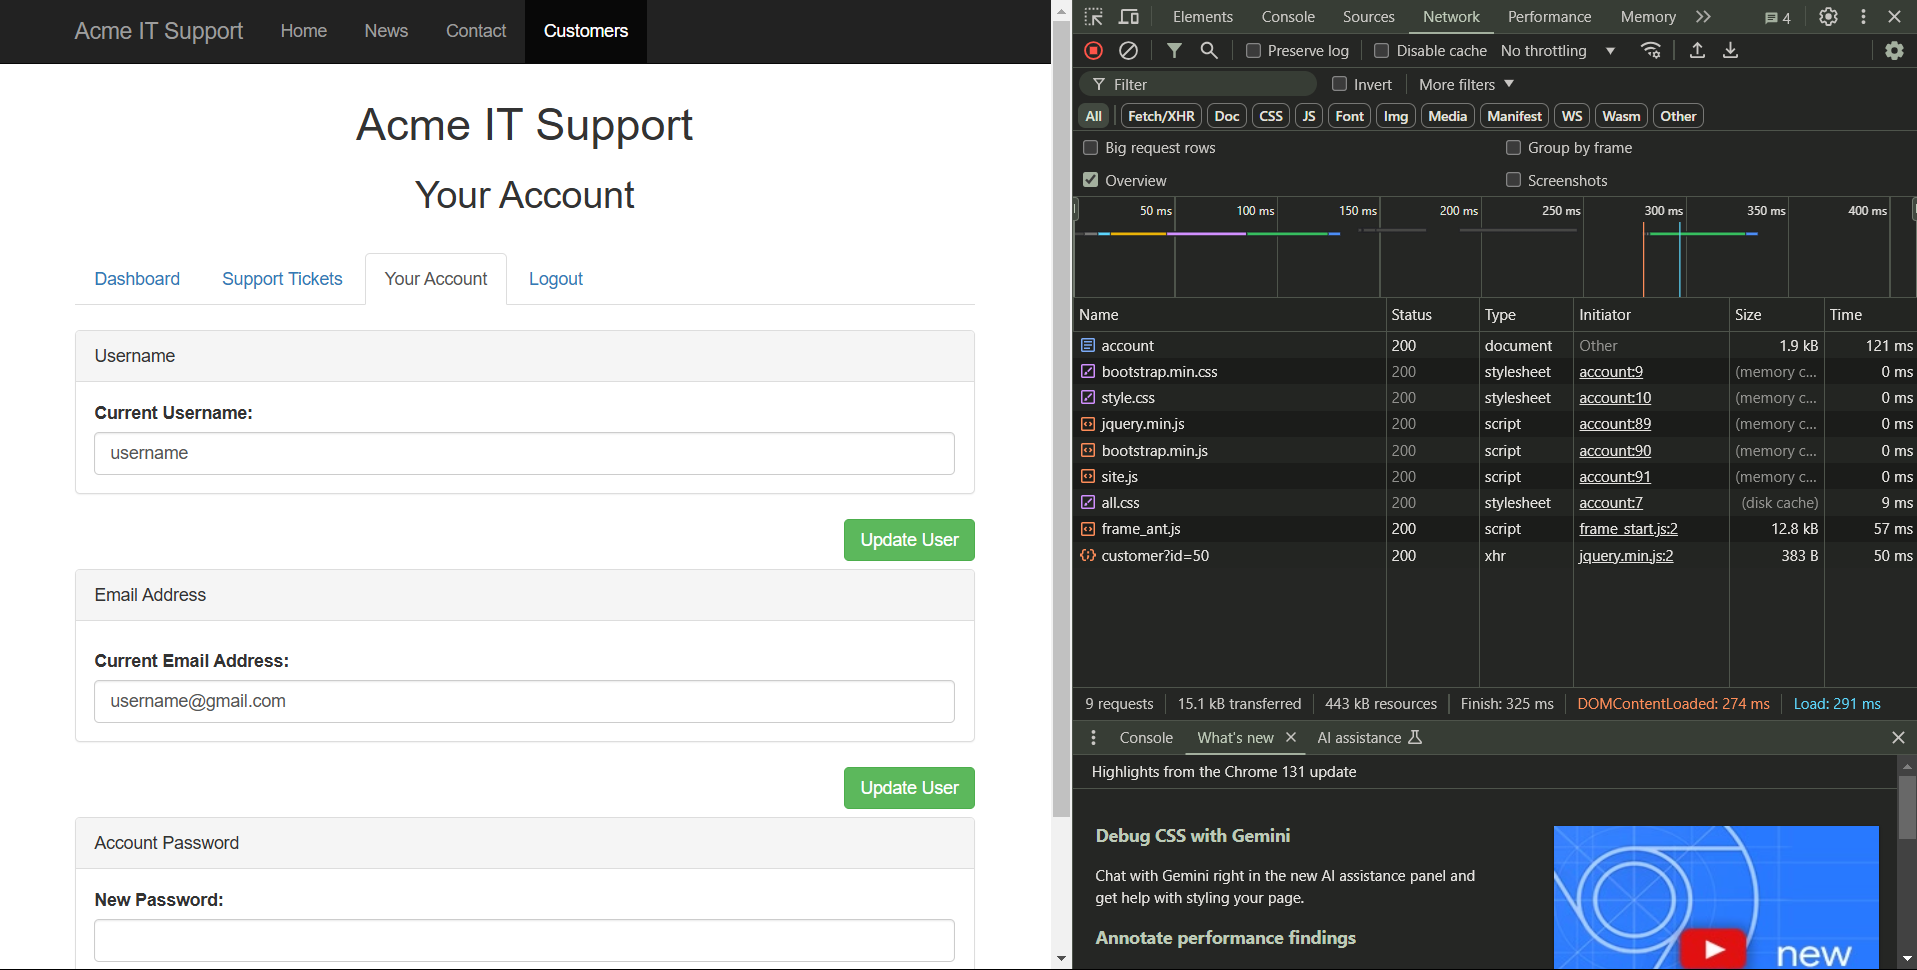 Acme IT Support Home News Contact Customers
Acme IT Support
Your Account
Dashboard Support Tickets Your Account Logout
Username
Current Username:
username
Update User
Email Address
Current Email Address:
username@gmail.com
Update User
Account Password
New Password:
Elements Console Sources Network Performance Memory 4
Preserve log Disable cache No throttling
Filter Invert More filters
All Fetch/XHR Doc CSS JS Font Img Media Manifest WS Wasm Other
Big request rows Group by frame
Overview Screenshots
50 ms 100 ms 150 ms 200 ms 250 ms 300 ms 350 ms 400 ms
Name Status Type Initiator Size Time
account 200 document Other 1.9 kB 121 ms
bootstrap.min.css 200 stylesheet account:9 (memory c... 0 ms
style.css 200 stylesheet account:10 (memory c... 0 ms
jquery.min.js 200 script account:89 (memory c... 0 ms
bootstrap.min.js 200 script account:90 (memory c... 0 ms
site.js 200 script account:91 (memory c... 0 ms
all.css 200 stylesheet account:7 (disk cache) 9 ms
frame_ant.js 200 script frame_start.js:2 12.8 kB 57 ms
customer?id=50 200 xhr jquery.min.js:2 383 B 50 ms
9 requests 15.1 kB transferred 443 kB resources Finish: 325 ms DOMContentLoaded: 274 ms Load: 291 ms
Console What's new AI assistance
Highlights from the Chrome 131 update
Debug CSS with Gemini
Chat with Gemini right in the new AI assistance panel and
get help with styling your page.
Annotate performance findings
new